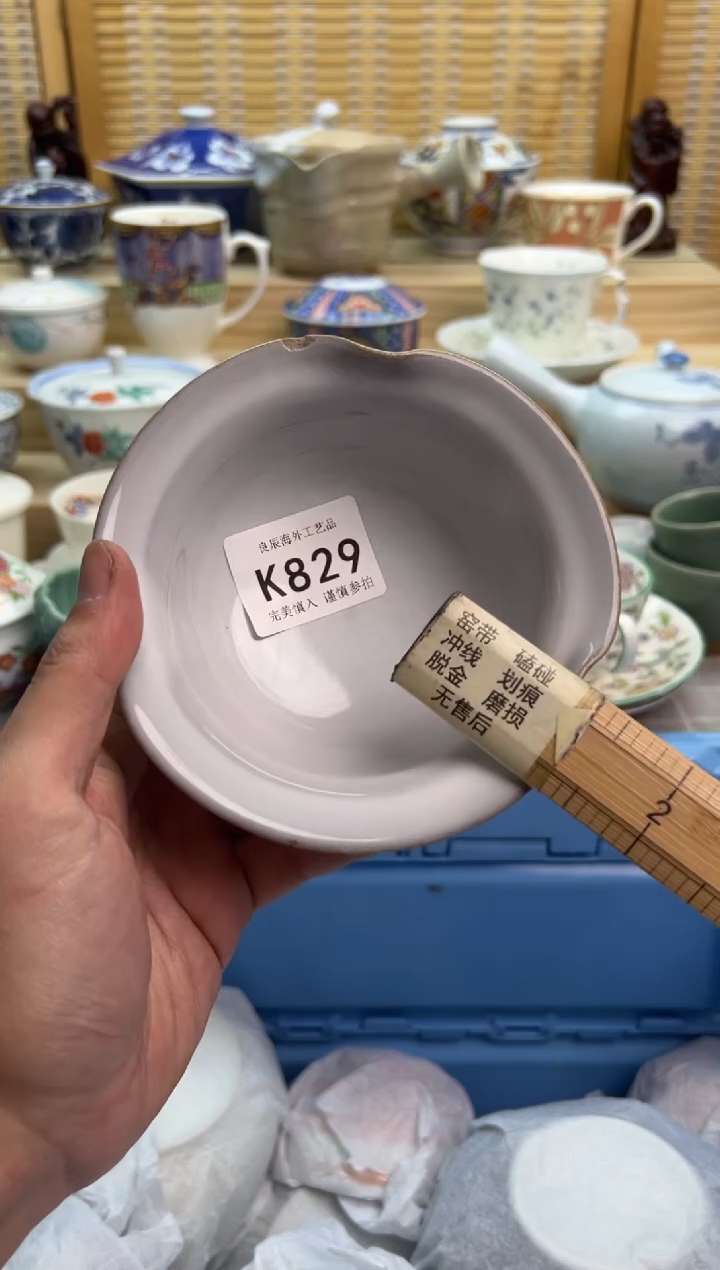 良辰海外工艺品
K829
完美慎入 谨慎参拍
窑带 磕碰
冲线 划痕
脱金 磨损
无售后
2